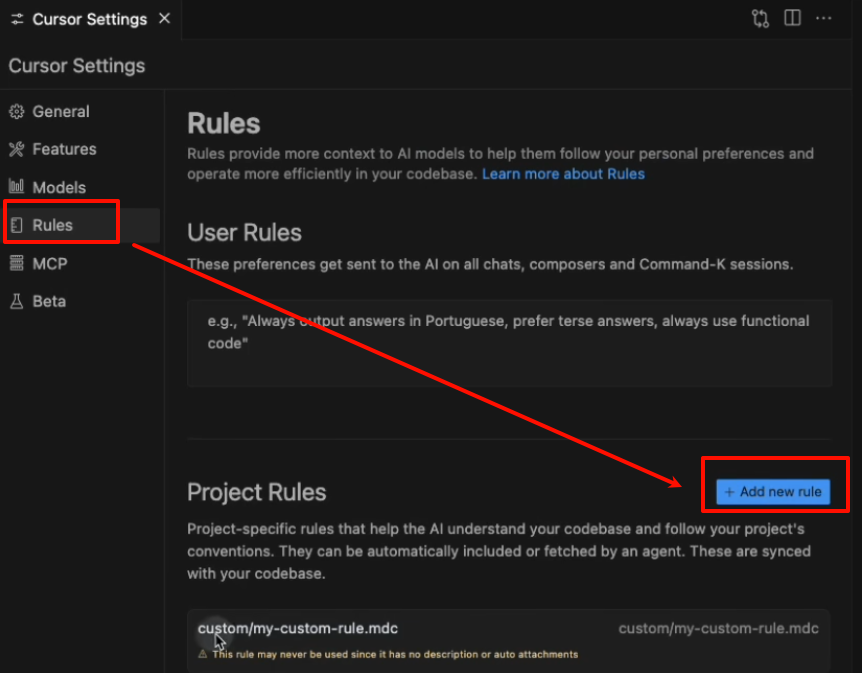 Cursor Settings
Cursor Settings
General
Features
Models
Rules
MCP
Beta
Rules
Rules provide more context to AI models to help them follow your personal preferences and
operate more efficiently in your codebase. Learn more about Rules
User Rules
These preferences get sent to the AI on all chats, composers and Command-K sessions.
e.g., "Always output answers in Portuguese, prefer terse answers, always use functional
code"
Project Rules
+ Add new rule
Project-specific rules that help the AI understand your codebase and follow your project's
conventions. They can be automatically included or fetched by an agent. These are synced
with your codebase.
custom/my-custom-rule.mdc custom/my-custom-rule.mdc
This rule may never be used since it has no description or auto attachments